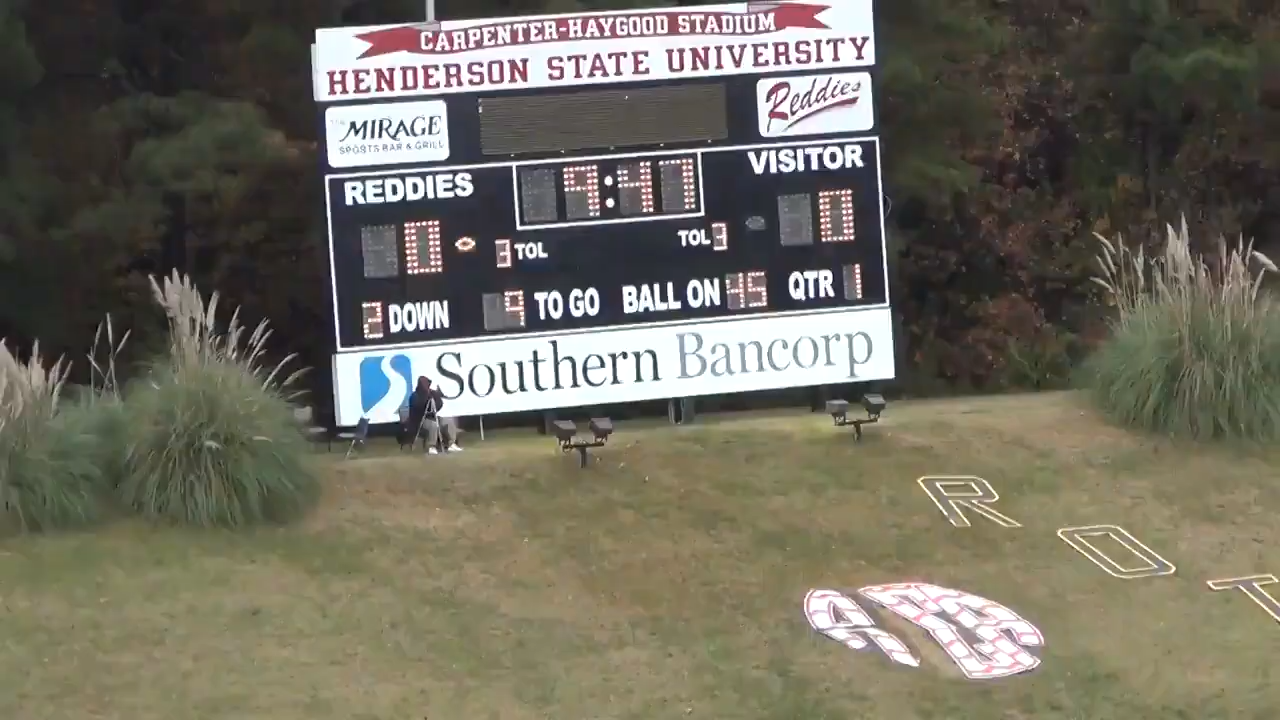 CARPENTER-HAYGOOD STADIUM
HENDERSON STATE UNIVERSITY
THE MIRAGE
SPORTS BAR & GRILL
Reddies
REDDIES
9:47
VISITOR
0
3 TOL
TOL 3
0
2 DOWN
9 TO GO
BALL ON 45
QTR 1
Southern Bancorp
R O T